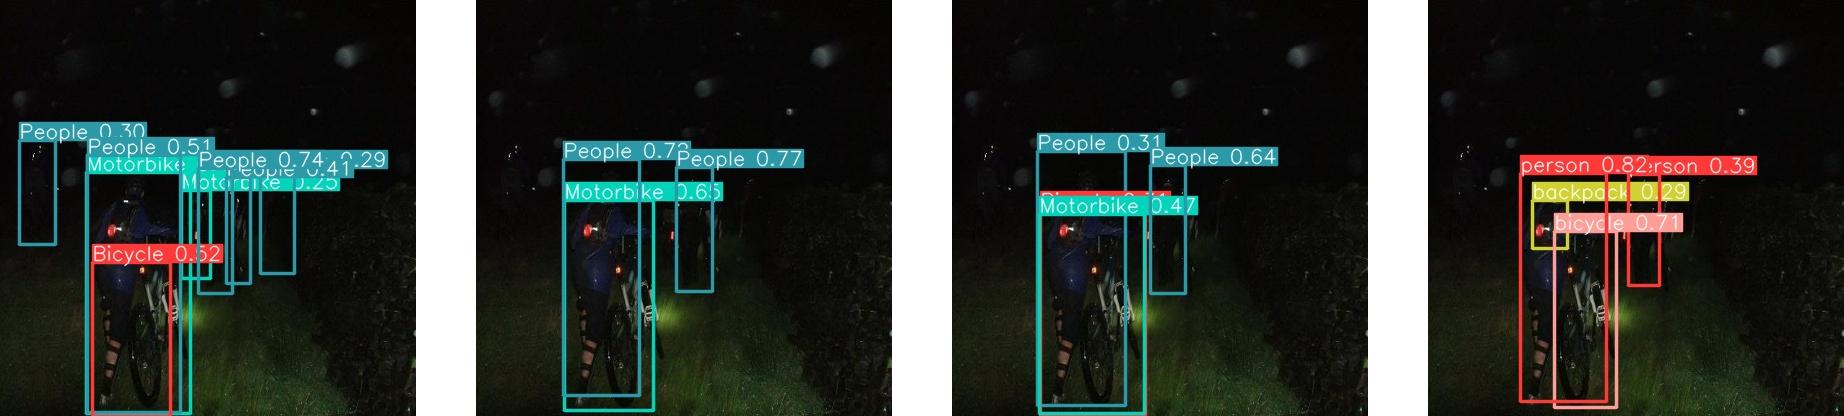 People 0.30
People 0.51
Motorbike
People 0.74
0.29
People 0.41
Motorbike 0.25
Bicycle 0.52
People 0.7
People 0.77
Motorbike 0.65
People 0.31
People 0.64
Motorbike 0.47
person 0.82
rson 0.39
backpack 0.29
bicycle 0.71